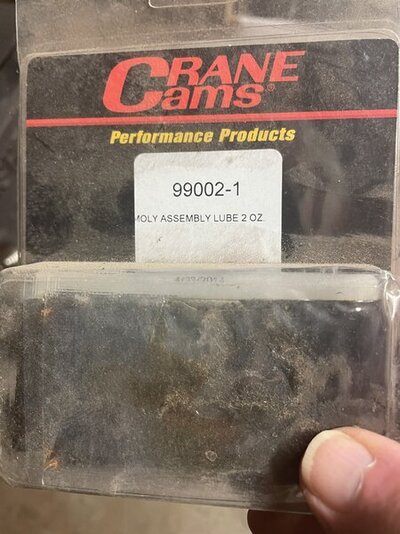 CRANE
Cams®
Performance Products
99002-1
MOLY ASSEMBLY LUBE 2 OZ.